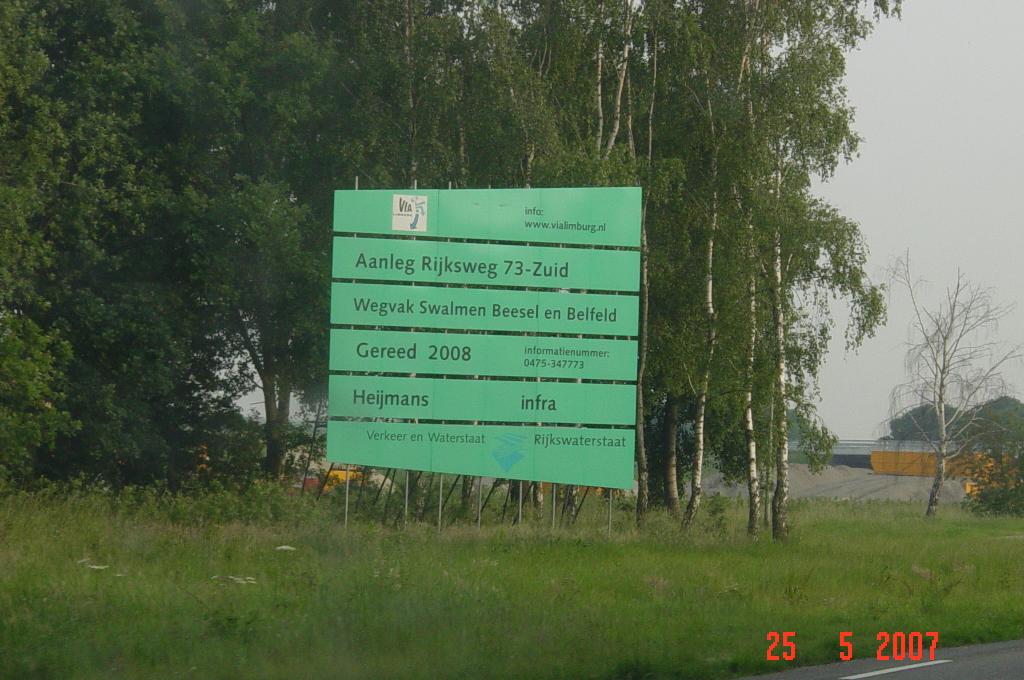 VIA
info:
www.vialimburg.nl
Aanleg Rijksweg 73-Zuid
Wegvak Swalmen Beesel en Belfeld
Gereed 2008
informatienummer:
0475-347773
Heijmans infra
Verkeer en Waterstaat Rijkswaterstaat
25 5 2007